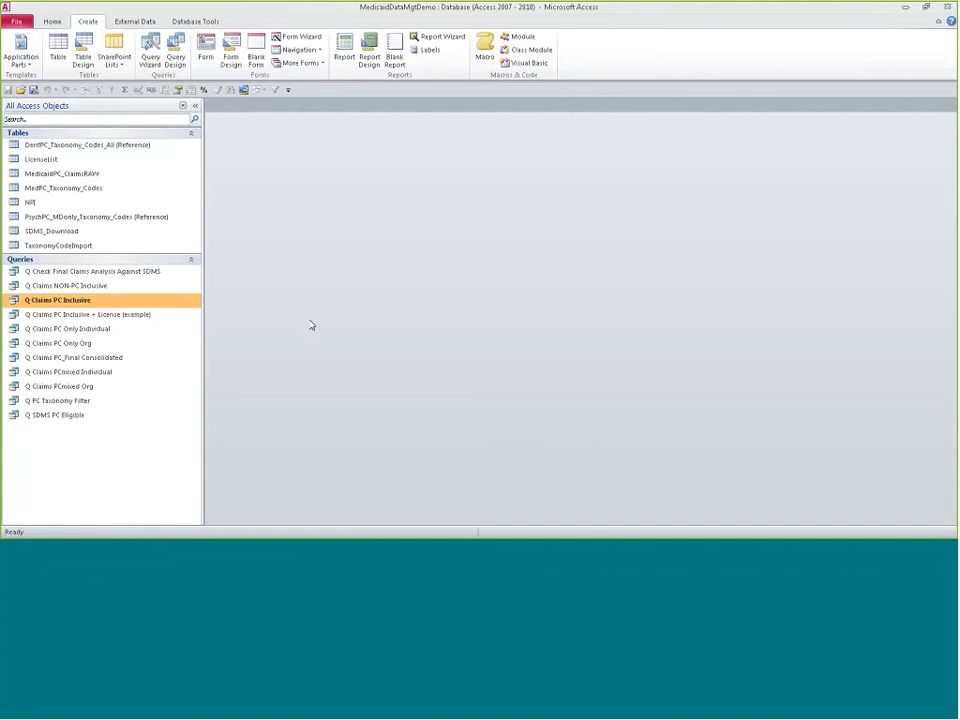 MedicaidDataMgtDemo : Database (Access 2007 - 2010) - Microsoft Access
File Home Create External Data Database Tools
Application Parts Table Table Design SharePoint Lists Query Wizard Query Design Form Form Design Blank Form Form Wizard Navigation More Forms Report Report Design Blank Report Report Wizard Labels Macro Module Class Module Visual Basic
Templates Tables Queries Forms Reports Macros & Code
All Access Objects
Search..
Tables
DentPC_Taxonomy_Codes_All (Reference)
LicenseList
MedicaidPC_ClaimsRAW
MedPC_Taxonomy_Codes
NPI
PsychPC_MDonly_Taxonomy_Codes (Reference)
SDMS_Download
TaxonomyCodeImport
Queries
Q Check Final Claims Analysis Against SDMS
Q Claims NON-PC Inclusive
Q Claims PC Inclusive
Q Claims PC Inclusive + License (example)
Q Claims PC Only Individual
Q Claims PC Only Org
Q Claims PC_Final Consolidated
Q Claims PCmixed Individual
Q Claims PCmixed Org
Q PC Taxonomy Filter
Q SDMS PC Eligible
Ready